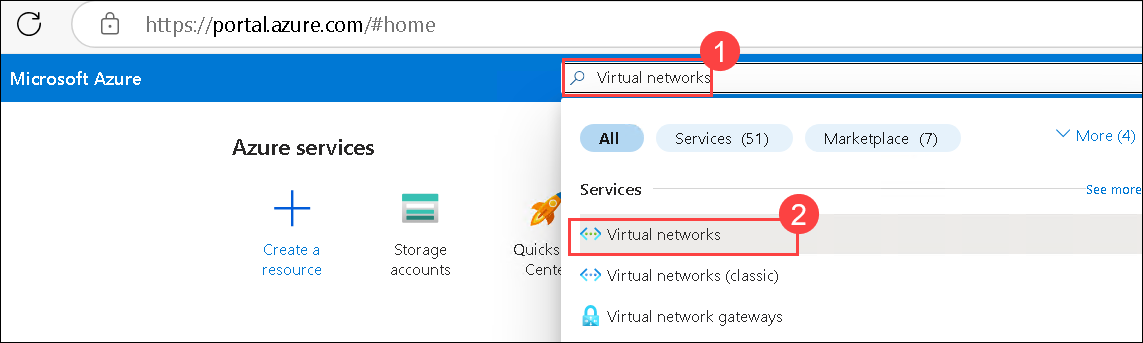 https://portal.azure.com/#home
1
Microsoft Azure
Virtual networks
All
Services (51)
Marketplace (7)
More (4)
Azure services
Services
See more
2
Virtual networks
Create a
resource
Storage
accounts
Quicks
Cente
Virtual networks (classic)
Virtual network gateways